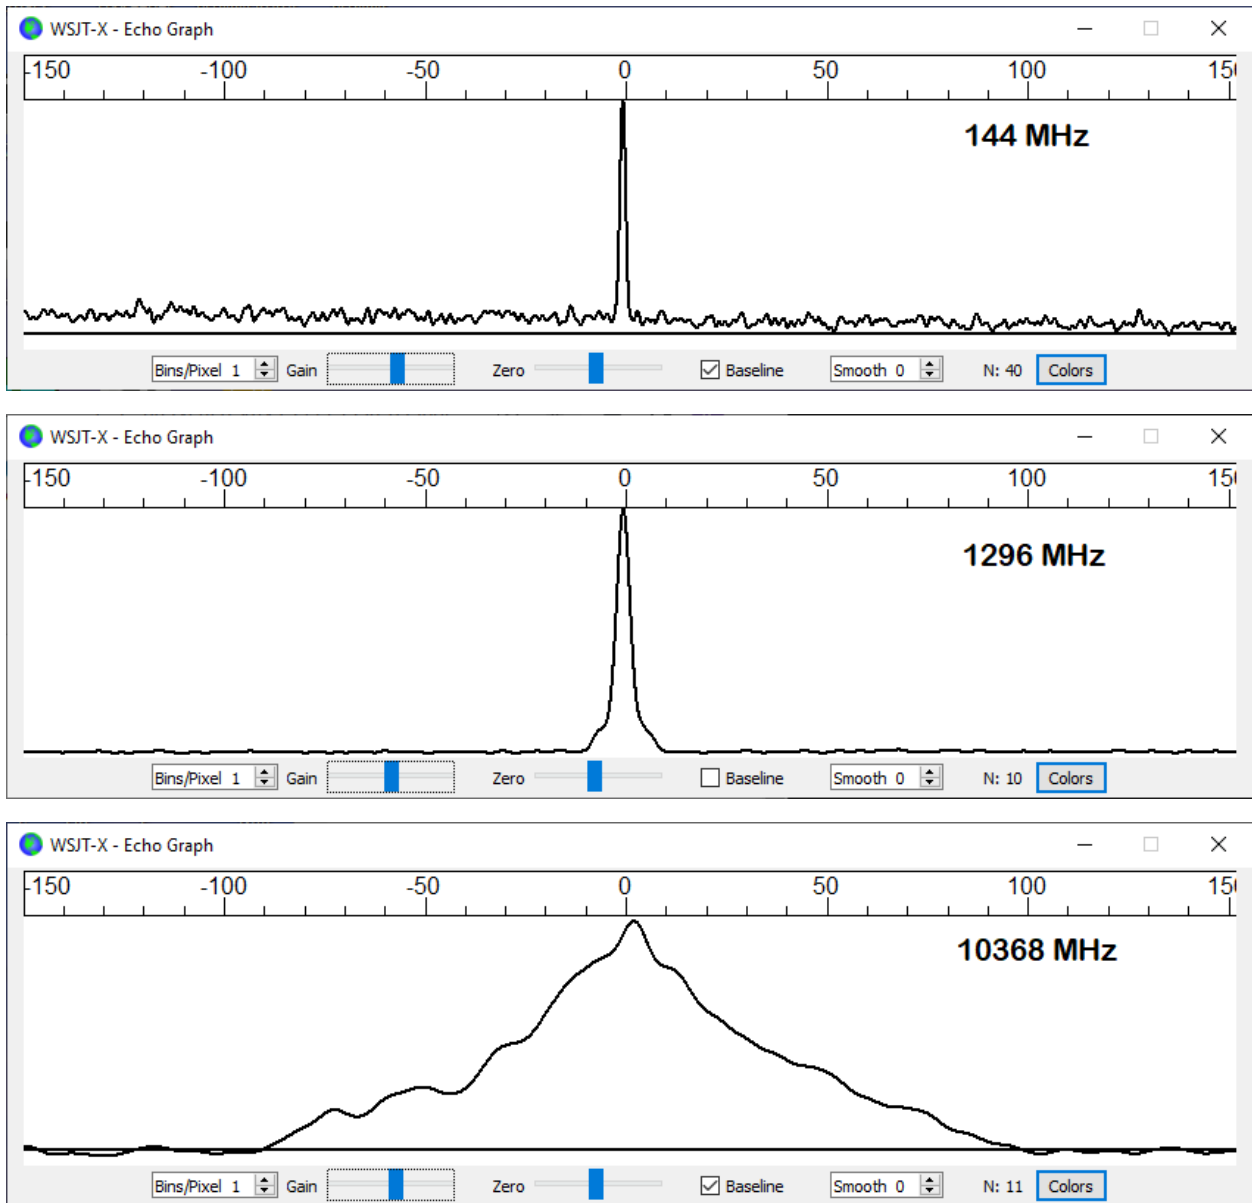 WSJT-X - Echo Graph
-150 -100 -50 0 50 100 150
144 MHz
Bins/Pixel 1 Gain Zero Baseline Smooth 0 N: 40 Colors
WSJT-X - Echo Graph
-150 -100 -50 0 50 100 150
1296 MHz
Bins/Pixel 1 Gain Zero Baseline Smooth 0 N: 10 Colors
WSJT-X - Echo Graph
-150 -100 -50 0 50 100 150
10368 MHz
Bins/Pixel 1 Gain Zero Baseline Smooth 0 N: 11 Colors